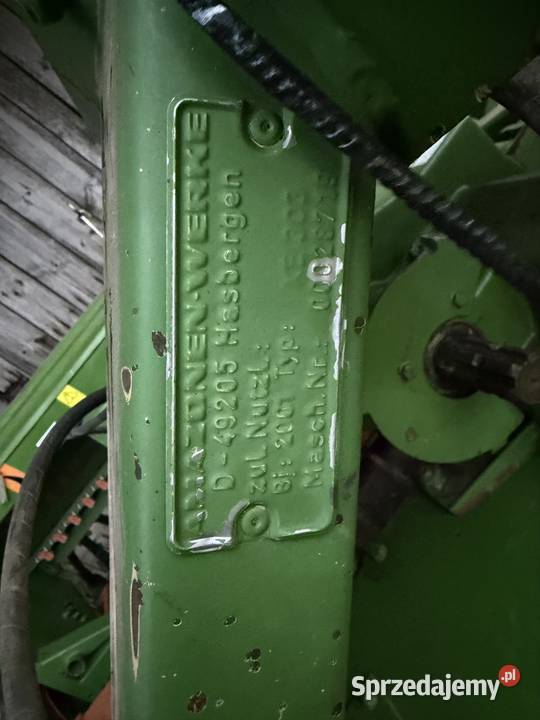 AMAZONEN-WERKE
D-49205 Hasbergen
zul. Nutzl.:
Bj: 2001 Typ:
Masch.Nr.:
Sprzedajemy.pl